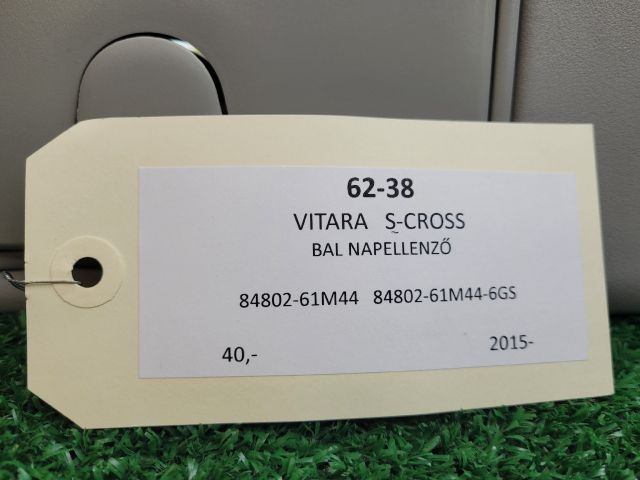 62-38
VITARA S-CROSS
BAL NAPELLENZŐ
84802-61M44 84802-61M44-6GS
40,- 2015-